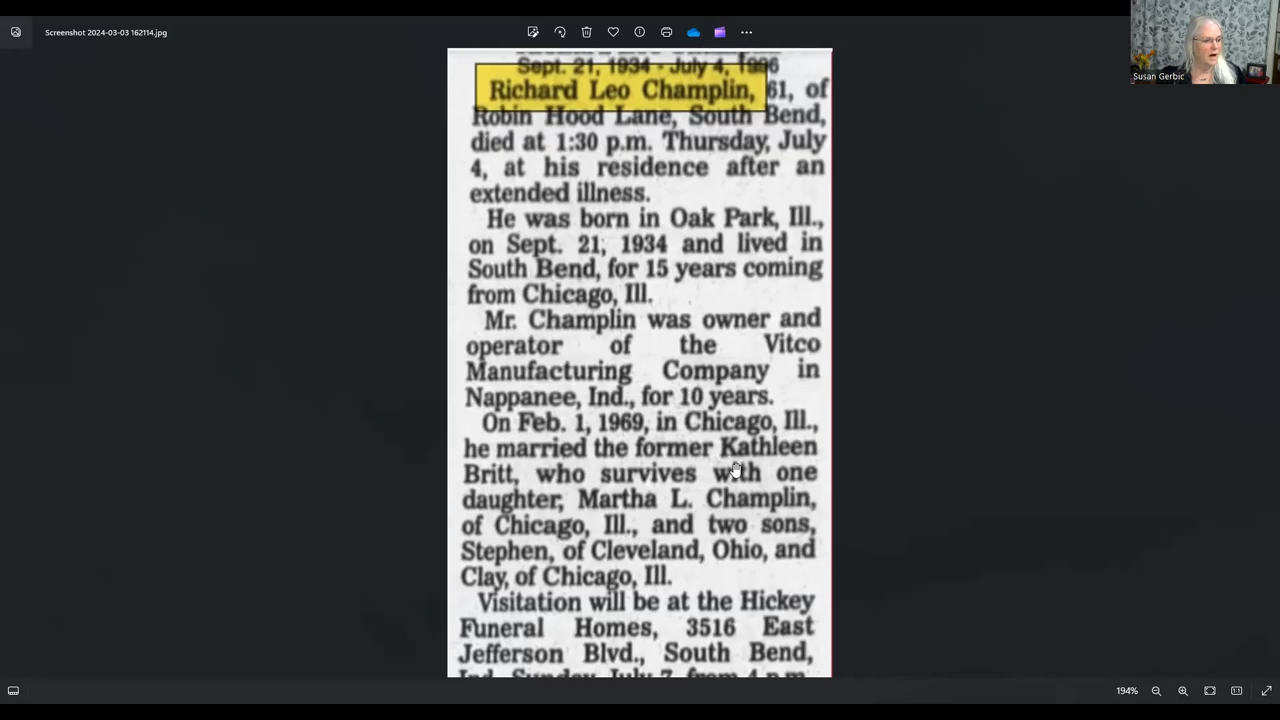 Screenshot 2024-03-03 162114.jpg
Susan Gerbic
Sept. 21, 1934 - July 4, 1996
Richard Leo Champlin, 61, of
Robin Hood Lane, South Bend,
died at 1:30 p.m. Thursday, July
4, at his residence after an
extended illness.
He was born in Oak Park, Ill.,
on Sept. 21, 1934 and lived in
South Bend, for 15 years coming
from Chicago, Ill.
Mr. Champlin was owner and
operator of the Vitco
Manufacturing Company in
Nappanee, Ind., for 10 years.
On Feb. 1, 1969, in Chicago, Ill.,
he married the former Kathleen
Britt, who survives with one
daughter, Martha L. Champlin,
of Chicago, Ill., and two sons,
Stephen, of Cleveland, Ohio, and
Clay, of Chicago, Ill.
Visitation will be at the Hickey
Funeral Homes, 3516 East
Jefferson Blvd., South Bend,
Ind. Sunday July 7 from 4 p.m.
194%